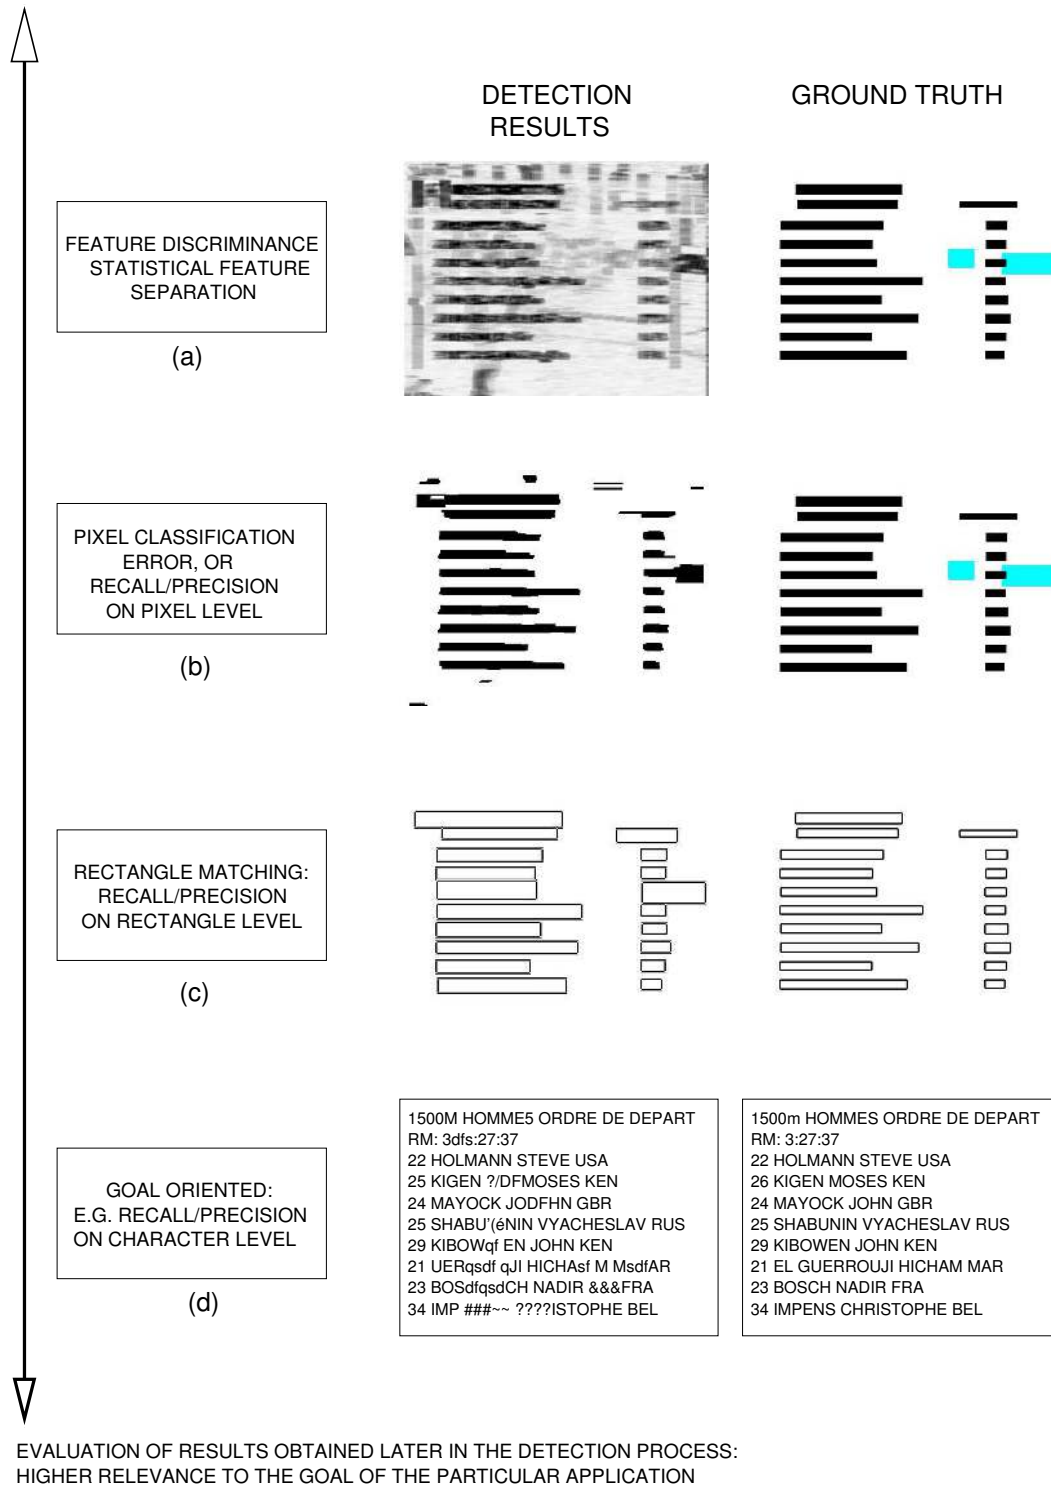 DETECTION
RESULTS
GROUND TRUTH
FEATURE DISCRIMINANCE
STATISTICAL FEATURE
SEPARATION
(a)
PIXEL CLASSIFICATION
ERROR, OR
RECALL/PRECISION
ON PIXEL LEVEL
(b)
RECTANGLE MATCHING:
RECALL/PRECISION
ON RECTANGLE LEVEL
(c)
GOAL ORIENTED:
E.G. RECALL/PRECISION
ON CHARACTER LEVEL
(d)
1500M HOMME5 ORDRE DE DEPART
RM: 3dfs:27:37
22 HOLMANN STEVE USA
25 KIGEN ?/DFMOSES KEN
24 MAYOCK JODFHN GBR
25 SHABU'(éNIN VYACHESLAV RUS
29 KIBOWqf EN JOHN KEN
21 UERqsdf qJI HICHAsf M MsdfAR
23 BOSdfqsdCH NADIR &&&FRA
34 IMP ###~~ ????ISTOPHE BEL
1500m HOMMES ORDRE DE DEPART
RM: 3:27:37
22 HOLMANN STEVE USA
26 KIGEN MOSES KEN
24 MAYOCK JOHN GBR
25 SHABUNIN VYACHESLAV RUS
29 KIBOWEN JOHN KEN
21 EL GUERROUJI HICHAM MAR
23 BOSCH NADIR FRA
34 IMPENS CHRISTOPHE BEL
EVALUATION OF RESULTS OBTAINED LATER IN THE DETECTION PROCESS:
HIGHER RELEVANCE TO THE GOAL OF THE PARTICULAR APPLICATION